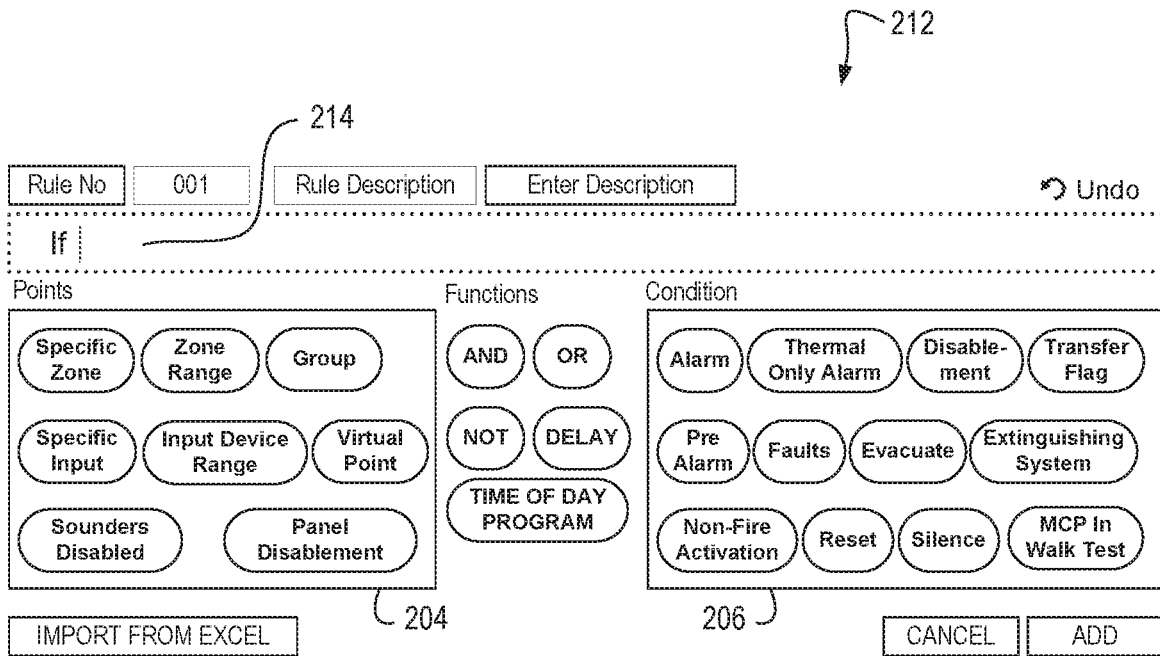 212
214
Rule No 001 Rule Description Enter Description Undo
If
Points Functions Condition
Specific Zone Group AND OR Alarm Thermal Disable- Transfer
Zone Range Only Alarm ment Flag
Specific Input Device Virtual NOT DELAY Pre Faults Evacuate Extinguishing
Input Range Point Alarm System
TIME OF DAY
PROGRAM
Sounders Panel Non-Fire Reset Silence MCP In
Disabled Disablement Activation Walk Test
204 206
IMPORT FROM EXCEL CANCEL ADD